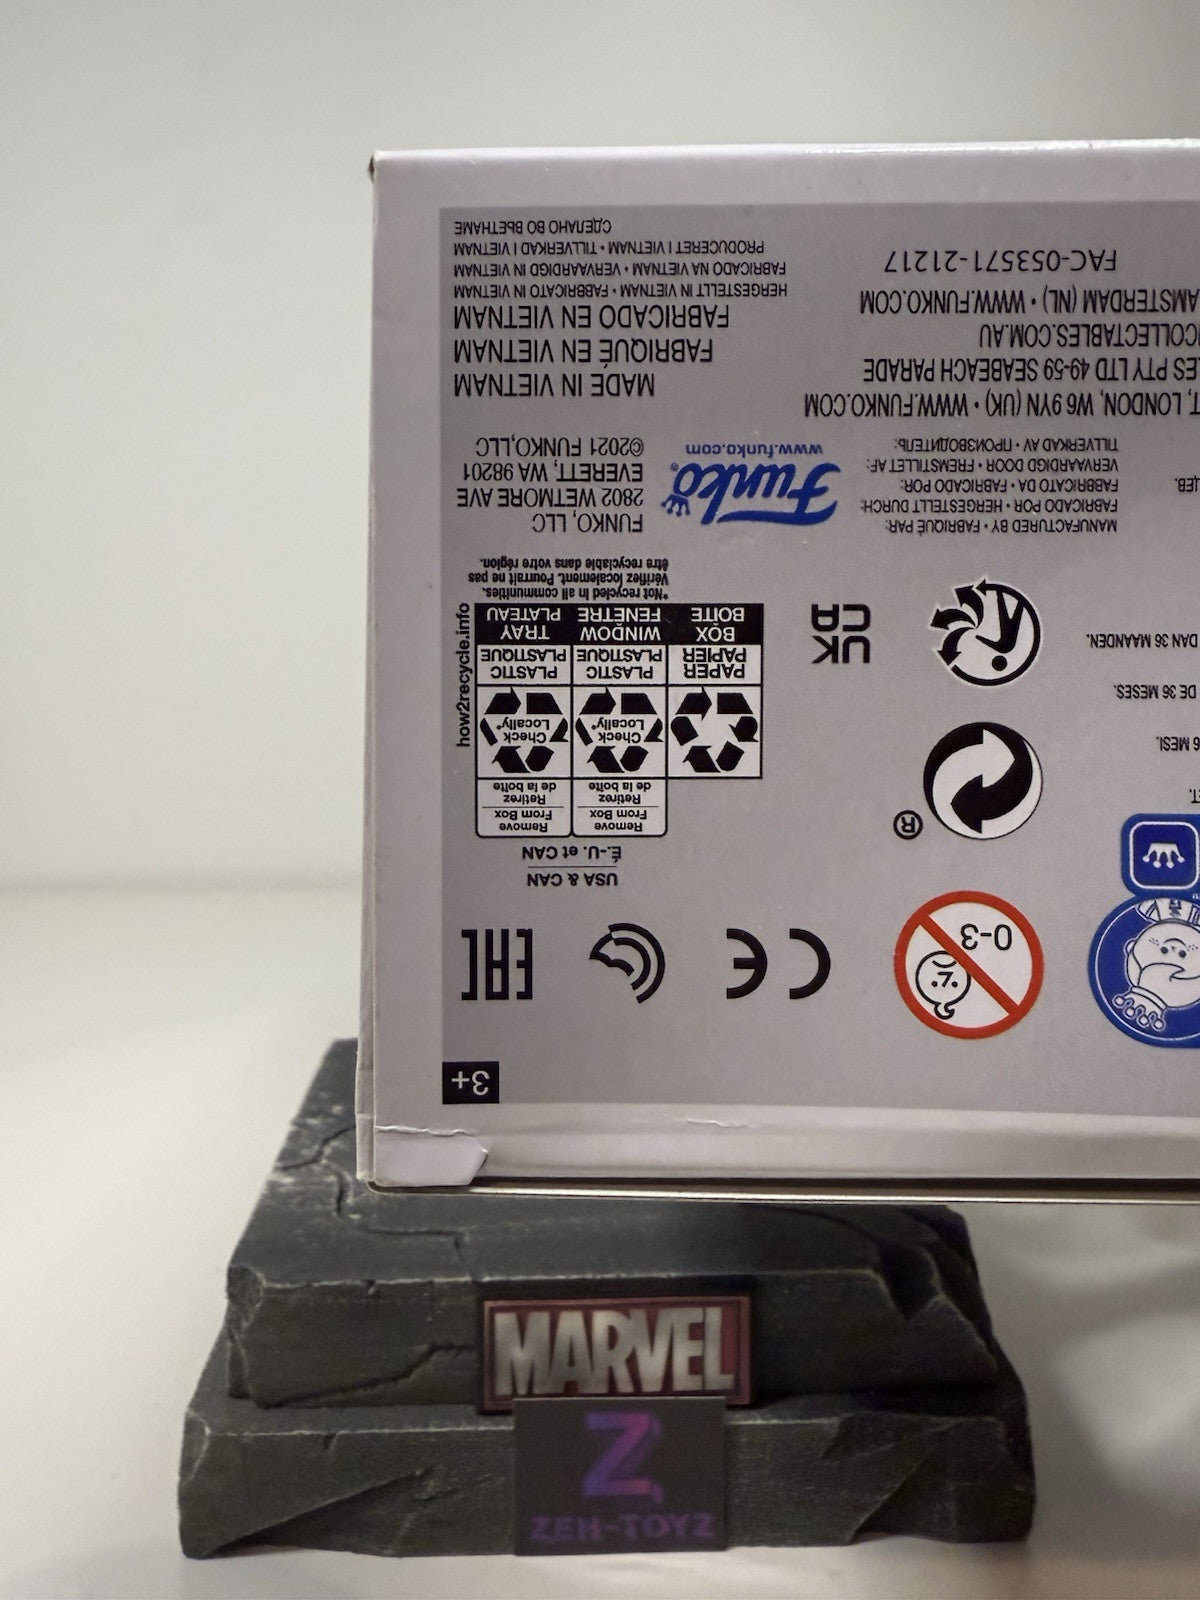 3+
EAC
CE
0-3
USA & CAN
É.-U. et CAN
Remove
From Box
Retirez
de la boîte
Remove
From Box
Retirez
de la boîte
Check
Locally*
Check
Locally*
PAPER
PAPIER
BOX
BOÎTE
PLASTIC
PLASTIQUE
WINDOW
FENÊTRE
PLASTIC
PLASTIQUE
TRAY
PLATEAU
how2recycle.info
*Not recycled in all communities.
Vérifiez localement. Pourrait ne pas
être recyclable dans votre région.
®
UK
CA
6 MESI.
DE 36 MESES.
DAN 36 MAANDEN.
MANUFACTURED BY • FABRIQUÉ PAR:
FABRICADO POR • HERGESTELLT DURCH:
FABBRICATO DA • FABRICADO POR:
VERVAARDIGD DOOR • FREMSTILLET AF:
TILLVERKAD AV • ПРОИЗВОДИТЕЛЬ:
Funko®
www.funko.com
FUNKO, LLC
2802 WETMORE AVE
EVERETT, WA 98201
©2021 FUNKO,LLC
T, LONDON, W6 9YN (UK) • WWW.FUNKO.COM
LES PTY LTD 49-59 SEABEACH PARADE
COLLECTABLES.COM.AU
AMSTERDAM (NL) • WWW.FUNKO.COM
FAC-053571-21217
MADE IN VIETNAM
FABRIQUÉ EN VIETNAM
FABRICADO EN VIETNAM
HERGESTELLT IN VIETNAM • FABBRICATO IN VIETNAM
FABRICADO NA VIETNAM • VERVAARDIGD IN VIETNAM
PRODUCERET I VIETNAM • TILLVERKAD I VIETNAM
СДЕЛАНО ВО ВЬЕТНАМЕ
MARVEL
Z
ZEH-TOYZ